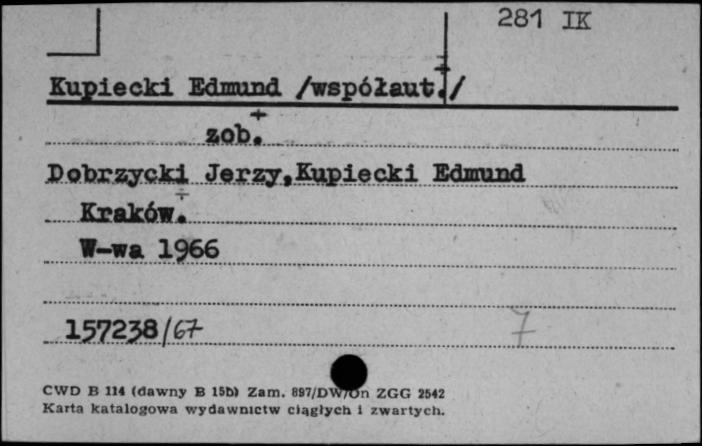 281 IK
Kupiecki Edmund /współaut./
zob.
Dobrzycki Jerzy,Kupiecki Edmund
Kraków.
W-wa 1966
157238/67 7
CWD B 114 (dawny B 15b) Zam. 897/DW/On ZGG 2542
Karta katalogowa wydawnictw ciągłych i zwartych.